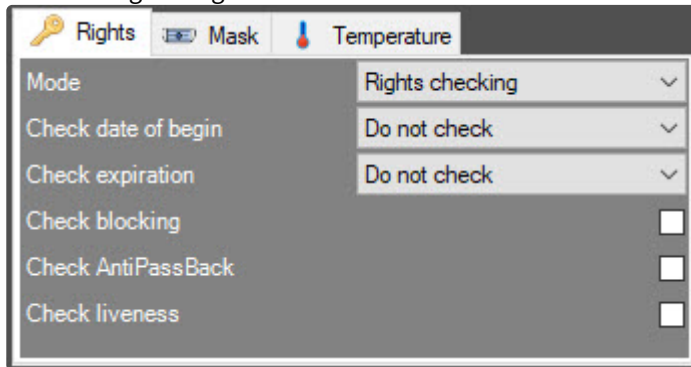 Rights Mask Temperature
Mode Rights checking
Check date of begin Do not check
Check expiration Do not check
Check blocking
Check AntiPassBack
Check liveness